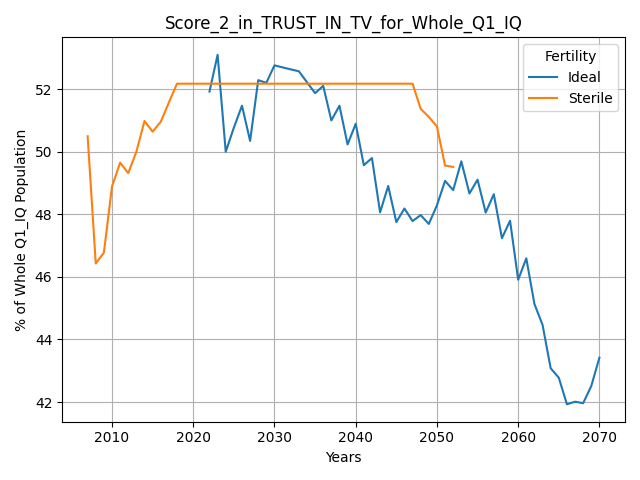 Score_2_in_TRUST_IN_TV_for_Whole_Q1_IQ
Fertility
Ideal
Sterile
% of Whole Q1_IQ Population
52
50
48
46
44
42
2010
2020
2030
2040
2050
2060
2070
Years